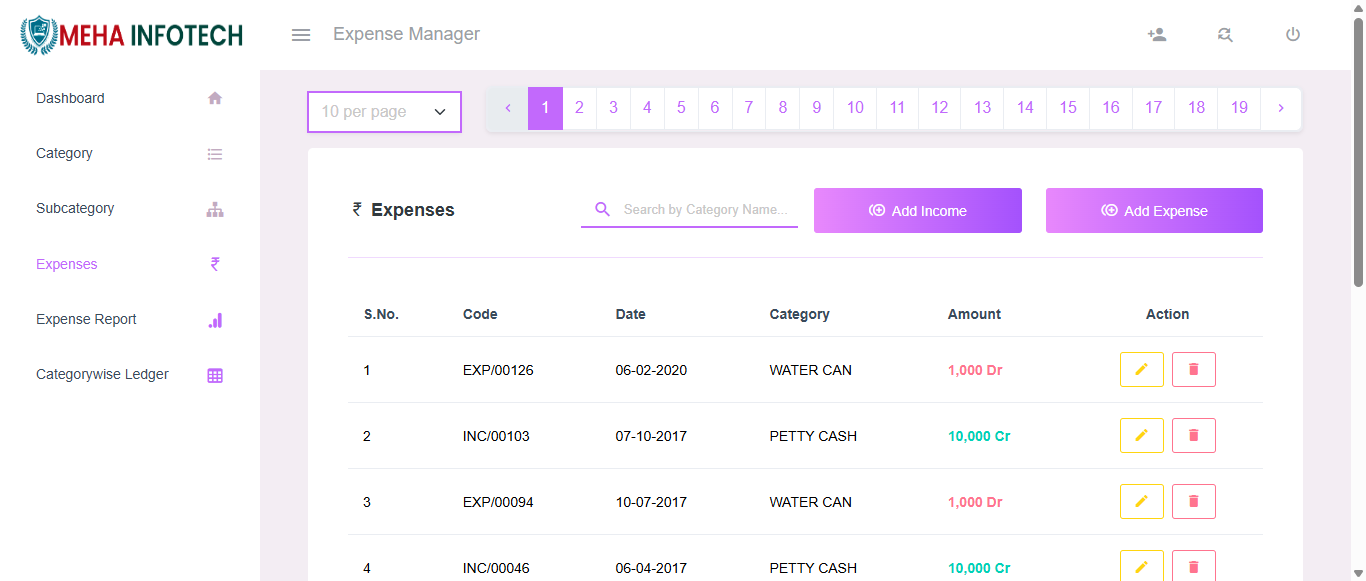 MEHA INFOTECH
Expense Manager
Dashboard
Category
Subcategory
Expenses
Expense Report
Categorywise Ledger
10 per page
‹ 1 2 3 4 5 6 7 8 9 10 11 12 13 14 15 16 17 18 19 ›
₹ Expenses
Search by Category Name...
Add Income
Add Expense
S.No. Code Date Category Amount Action
1 EXP/00126 06-02-2020 WATER CAN 1,000 Dr
2 INC/00103 07-10-2017 PETTY CASH 10,000 Cr
3 EXP/00094 10-07-2017 WATER CAN 1,000 Dr
4 INC/00046 06-04-2017 PETTY CASH 10,000 Cr